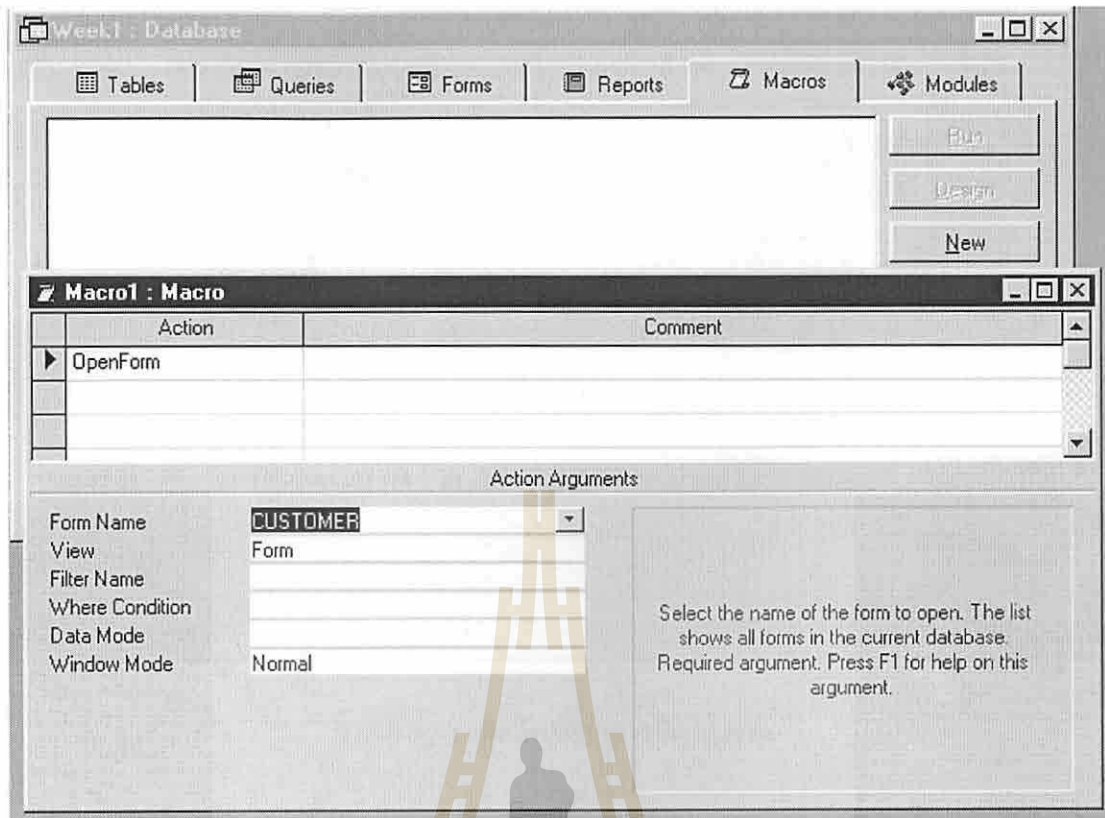 Week1 : Database
Tables Queries Forms Reports Macros Modules
Run
Design
New
Macro1 : Macro
Action Comment
OpenForm
Action Arguments
Form Name CUSTOMER
View Form
Filter Name
Where Condition
Data Mode
Window Mode Normal
Select the name of the form to open. The list
shows all forms in the current database.
Required argument. Press F1 for help on this
argument.